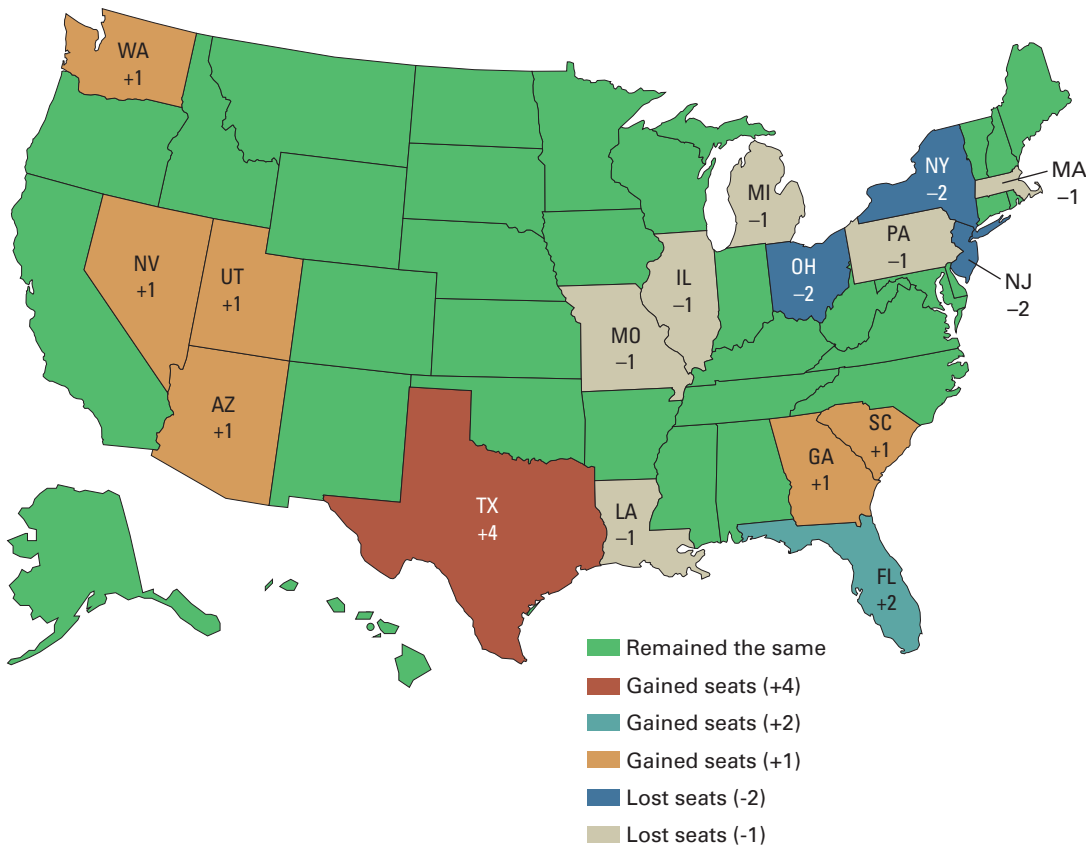 WA
+1
NV
+1
UT
+1
AZ
+1
TX
+4
MO
–1
IL
–1
MI
–1
OH
–2
PA
–1
NY
–2
MA
–1
NJ
–2
LA
–1
GA
+1
SC
+1
FL
+2
Remained the same
Gained seats (+4)
Gained seats (+2)
Gained seats (+1)
Lost seats (-2)
Lost seats (-1)